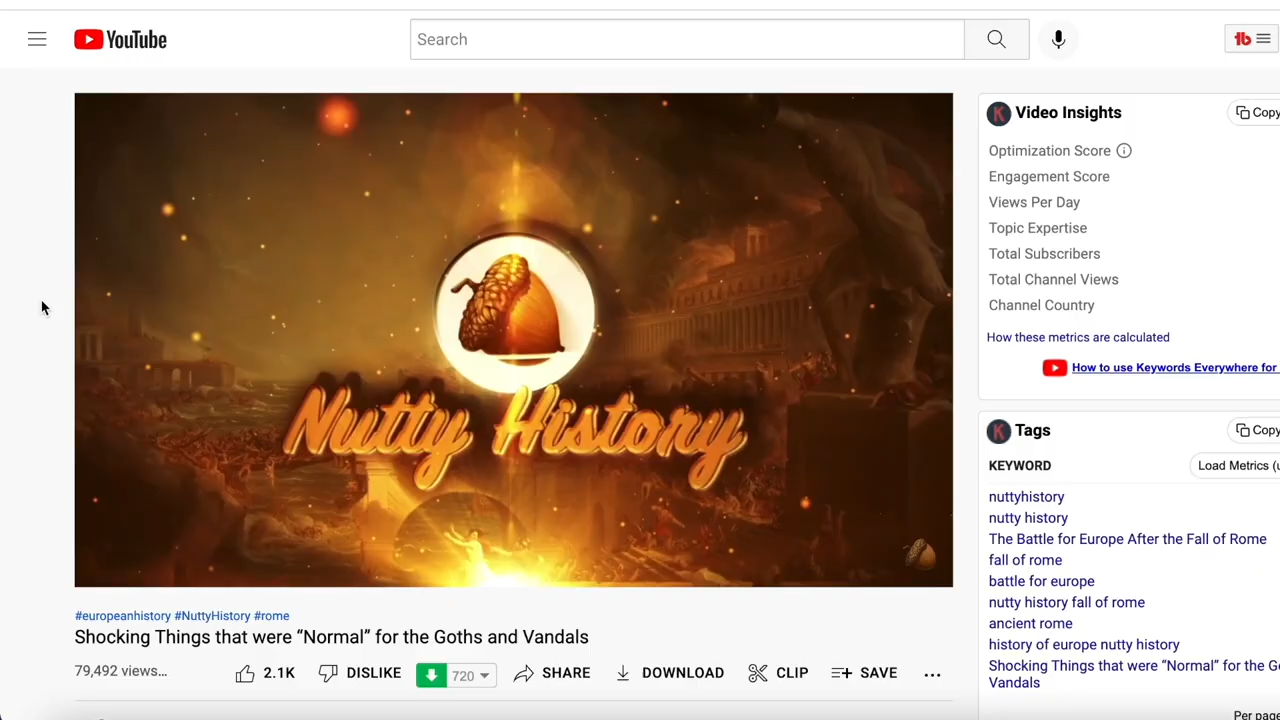 YouTube
Search
Nutty History
#europeanhistory #NuttyHistory #rome
Shocking Things that were “Normal” for the Goths and Vandals
79,492 views...
2.1K
DISLIKE
720
SHARE
DOWNLOAD
CLIP
SAVE
...
tb
K Video Insights
Copy
Optimization Score
Engagement Score
Views Per Day
Topic Expertise
Total Subscribers
Total Channel Views
Channel Country
How these metrics are calculated
How to use Keywords Everywhere for
K Tags
Copy
KEYWORD
Load Metrics (u
nuttyhistory
nutty history
The Battle for Europe After the Fall of Rome
fall of rome
battle for europe
nutty history fall of rome
ancient rome
history of europe nutty history
Shocking Things that were “Normal” for the Go
Vandals
Per page